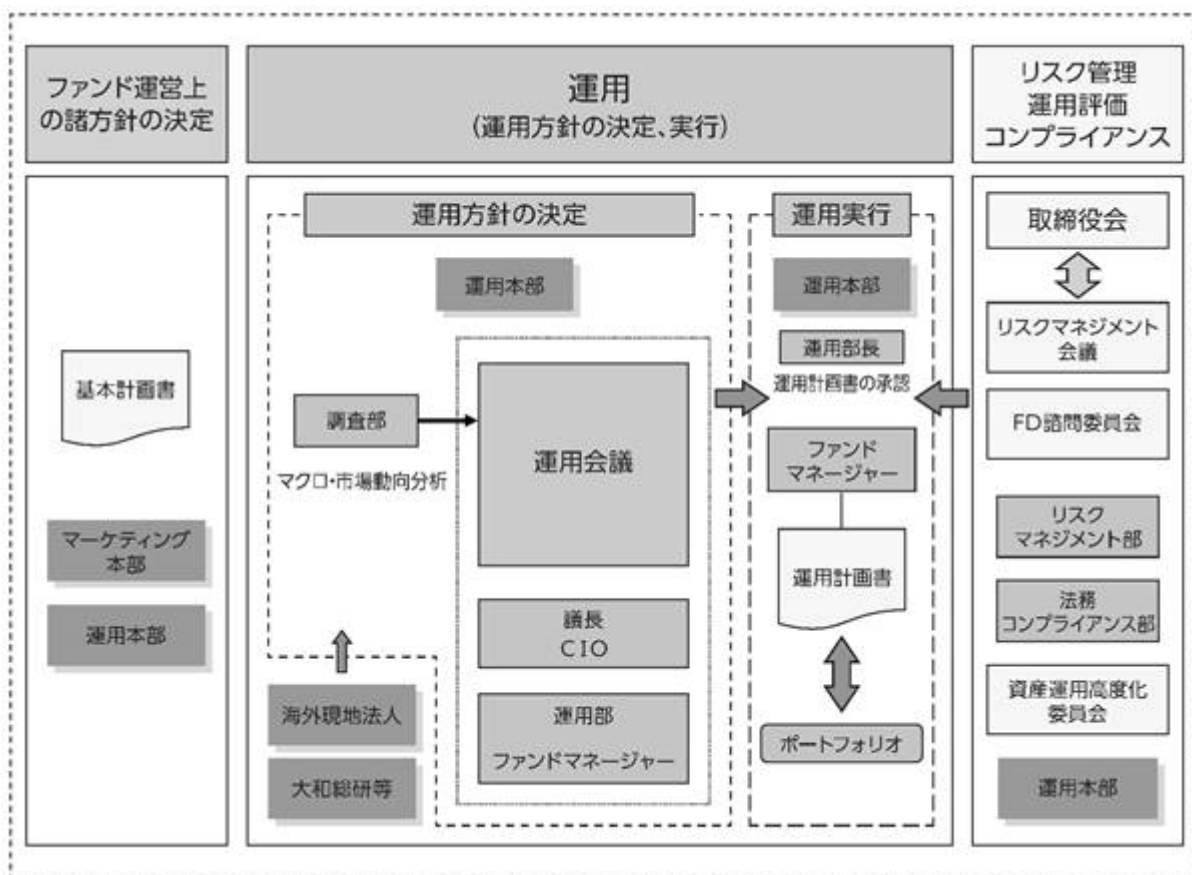 ファンド運営上
の諸方針の決定
基本計画書
マーケティング
本部
運用本部
運用
(運用方針の決定、実行)
運用方針の決定
運用本部
調査部
マクロ・市場動向分析
運用会議
議長
CIO
運用部
ファンドマネージャー
海外現地法人
大和総研等
運用実行
運用本部
運用部長
運用計画書の承認
ファンド
マネージャー
運用計画書
ポートフォリオ
リスク管理
運用評価
コンプライアンス
取締役会
リスクマネジメント
会議
FD諮問委員会
リスク
マネジメント部
法務
コンプライアンス部
資産運用高度化
委員会
運用本部